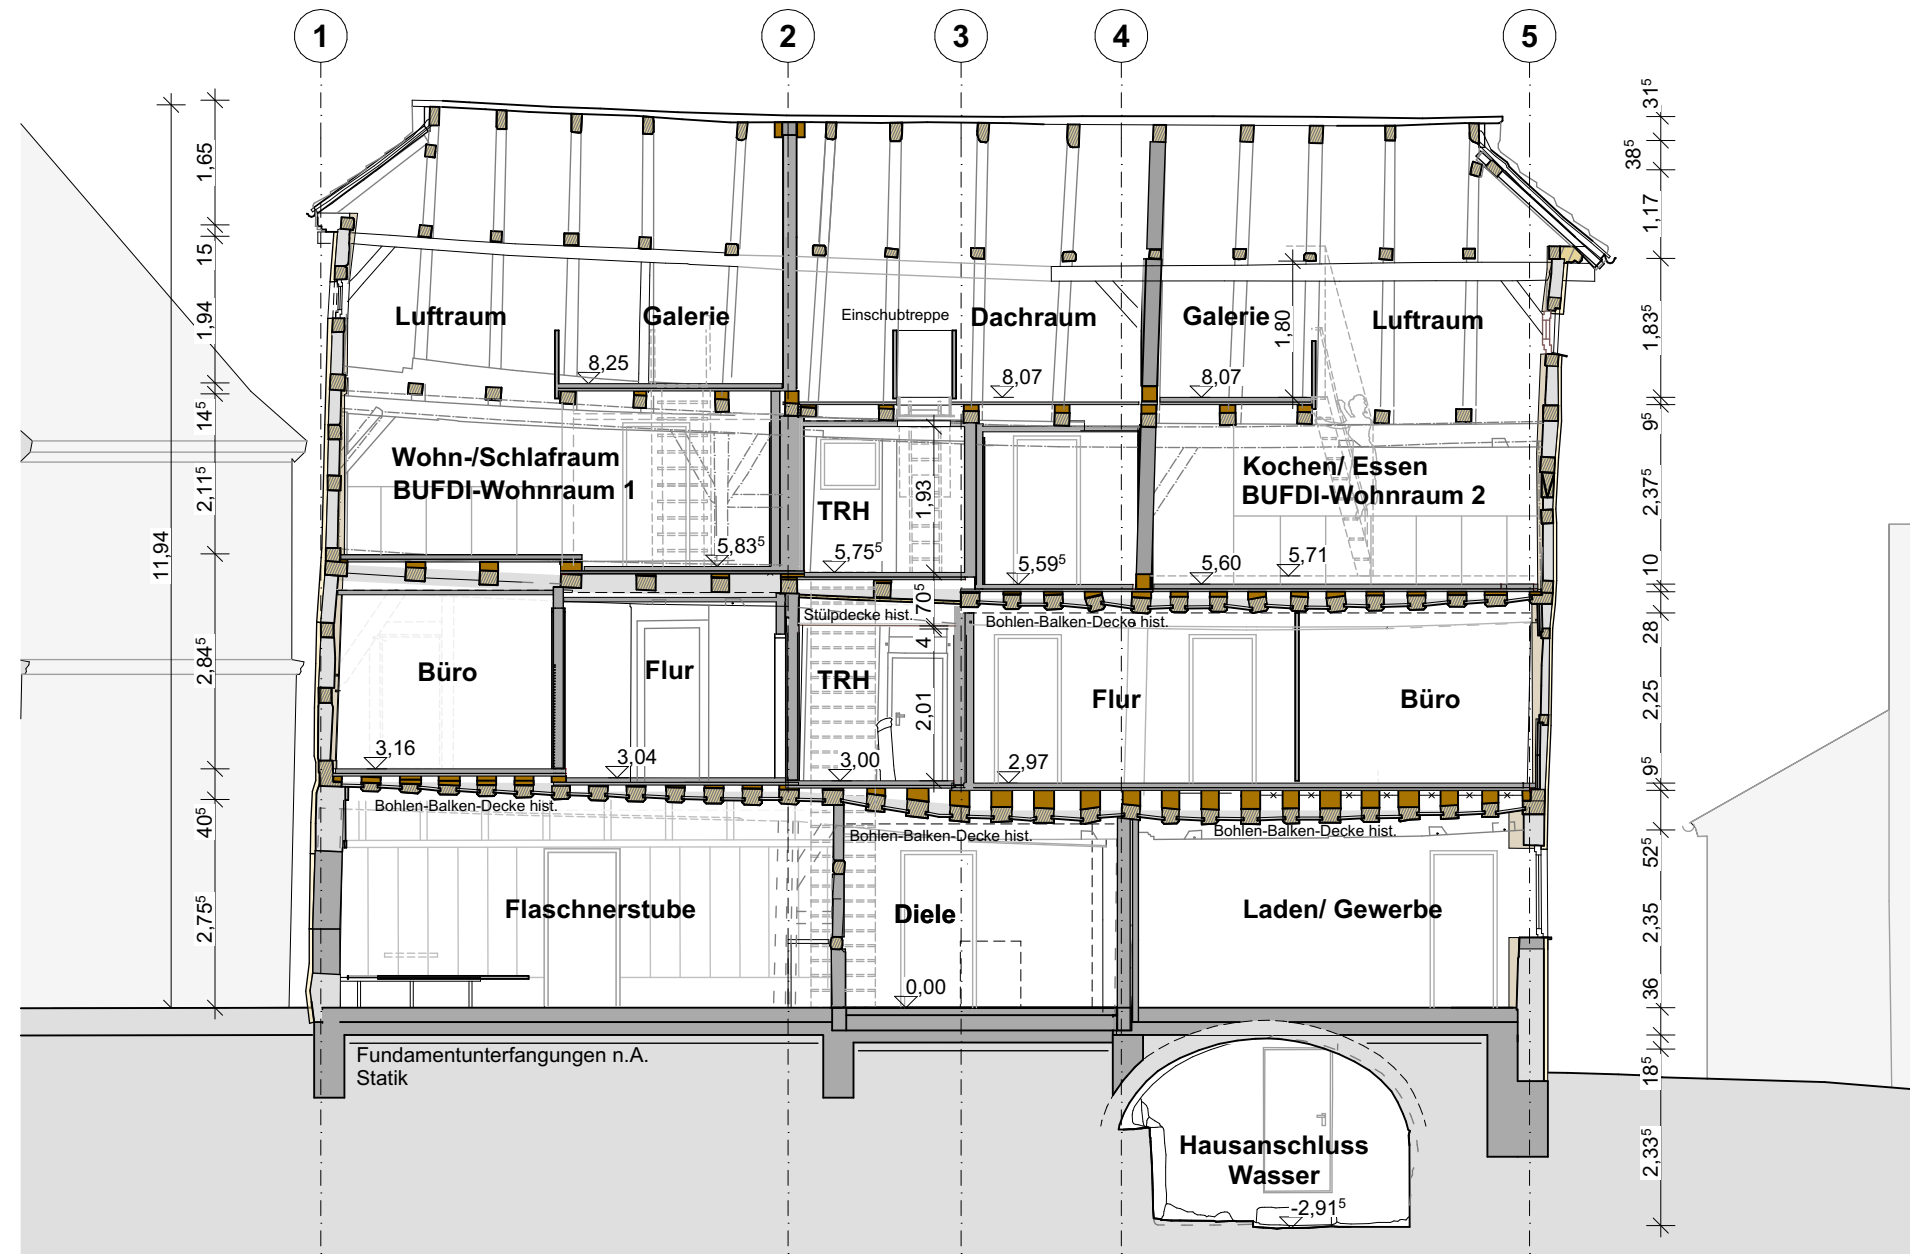 1 2 3 4 5
11,94
1,65
15
1,94
14⁵
2,11⁵
2,84⁵
40⁵
2,75⁵
31⁵
38⁵
1,17
1,83⁵
95
2,37⁵
10
28
2,25
9⁵
52⁵
2,35
36
18⁵
2,33⁵
Luftraum
Galerie
8,25
Einschubtreppe
Dachraum
8,07
Galerie
8,07
1,80
Luftraum
Wohn-/Schlafraum
BUFDI-Wohnraum 1
5,83⁵
TRH
5,75⁵
1,93
5,59⁵
Kochen/ Essen
BUFDI-Wohnraum 2
5,60
5,71
70⁵
Stülpdecke hist.
4
Bohlen-Balken-Decke hist.
Büro
3,16
Flur
3,04
TRH
3,00
2,01
Flur
2,97
Büro
Bohlen-Balken-Decke hist.
Bohlen-Balken-Decke hist.
Bohlen-Balken-Decke hist.
Flaschnerstube
Diele
0,00
Laden/ Gewerbe
Fundamentunterfangungen n.A.
Statik
Hausanschluss
Wasser
-2,91⁵